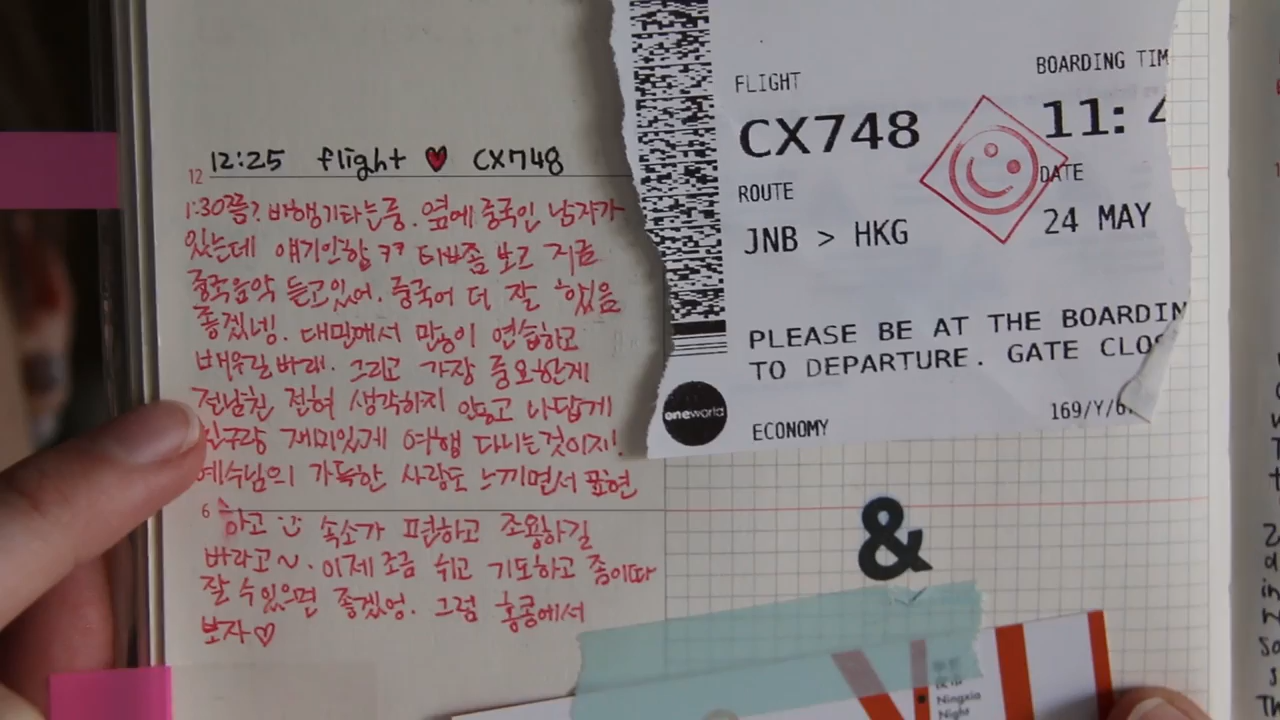 12:25 flight ♥ CX748
12
1:30쯤? 비행기타는중. 옆에 중국인 남자가
있는데 얘기안함 ㅋㅋ 티비좀 보고 지금
중국음악 듣고있어. 중국어 더 잘 했음
좋겠넹. 대만에서 많이 연습하고
배우길 바래. 그리고 가장 중요한게
전남친 전혀 생각하지 않고 나답게
친구랑 재미있게 여행 다니는것이지!
예수님의 가득한 사랑도 느끼면서 표현
6
하고 속소가 편하고 조용하길
바라고~. 이제 조금 쉬고 기도하고 좀이따
잘 수 있으면 좋겠엉. 그럼 홍콩에서
보자♡
FLIGHT
BOARDING TIM
CX748
11: 4
ROUTE
DATE
JNB > HKG
24 MAY
PLEASE BE AT THE BOARDIN
TO DEPARTURE. GATE CLOS
oneworld
169/Y/6
ECONOMY
&
Ningxia
Night